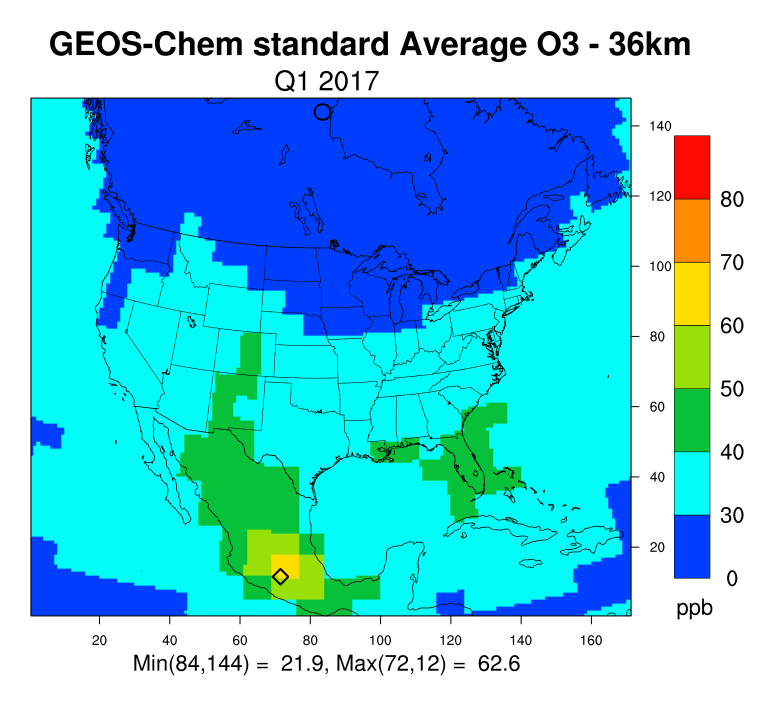 GEOS-Chem standard Average O3 - 36km
Q1 2017
140
120
100
80
60
40
20
80
70
60
50
40
30
0
ppb
20 40 60 80 100 120 140 160
Min(84,144) = 21.9, Max(72,12) = 62.6